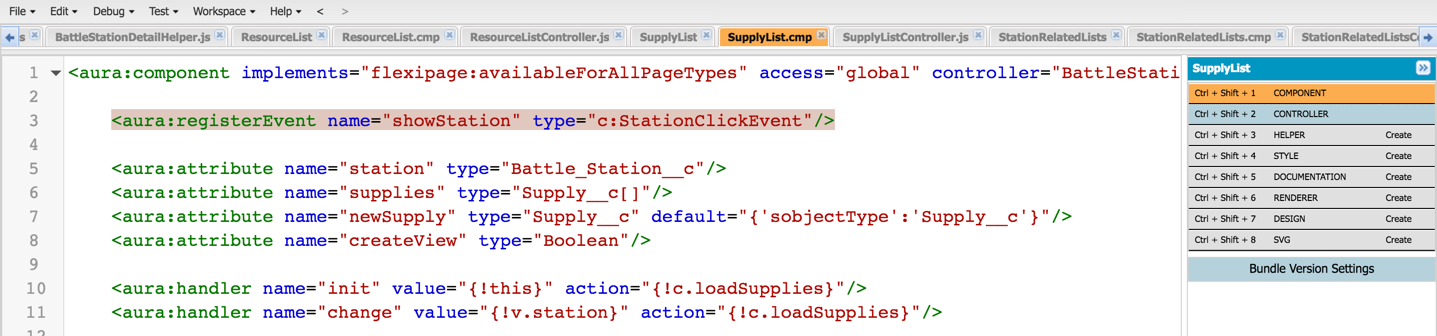 File Edit Debug Test Workspace Help < >
s BattleStationDetailHelper.js ResourceList ResourceList.cmp ResourceListController.js SupplyList SupplyList.cmp SupplyListController.js StationRelatedLists StationRelatedLists.cmp StationRelatedListsC
1 <aura:component implements="flexipage:availableForAllPageTypes" access="global" controller="BattleStati
2
3 <aura:registerEvent name="showStation" type="c:StationClickEvent"/>
4
5 <aura:attribute name="station" type="Battle_Station__c"/>
6 <aura:attribute name="supplies" type="Supply__c[]"/>
7 <aura:attribute name="newSupply" type="Supply__c" default="{'sobjectType':'Supply__c'}"/>
8 <aura:attribute name="createView" type="Boolean"/>
9
10 <aura:handler name="init" value="{!this}" action="{!c.loadSupplies}"/>
11 <aura:handler name="change" value="{!v.station}" action="{!c.loadSupplies}"/>
12
SupplyList
Ctrl + Shift + 1 COMPONENT
Ctrl + Shift + 2 CONTROLLER
Ctrl + Shift + 3 HELPER Create
Ctrl + Shift + 4 STYLE Create
Ctrl + Shift + 5 DOCUMENTATION Create
Ctrl + Shift + 6 RENDERER Create
Ctrl + Shift + 7 DESIGN Create
Ctrl + Shift + 8 SVG Create
Bundle Version Settings